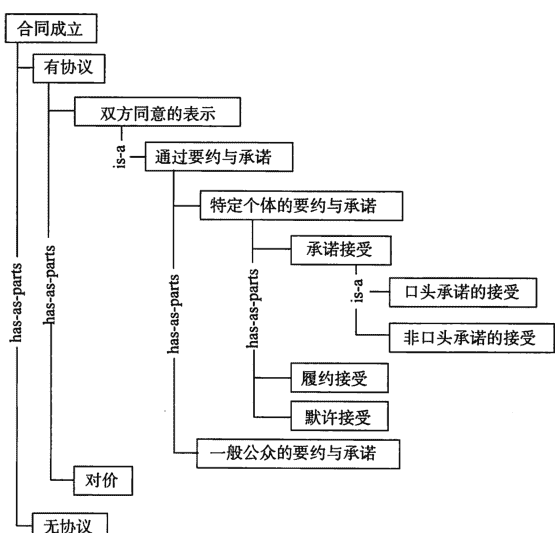 合同成立
有协议
双方同意的表示
is-a
通过要约与承诺
特定个体的要约与承诺
承诺接受
is-a
口头承诺的接受
非口头承诺的接受
has-as-parts
has-as-parts
has-as-parts
has-as-parts
履约接受
默许接受
一般公众的要约与承诺
对价
无协议